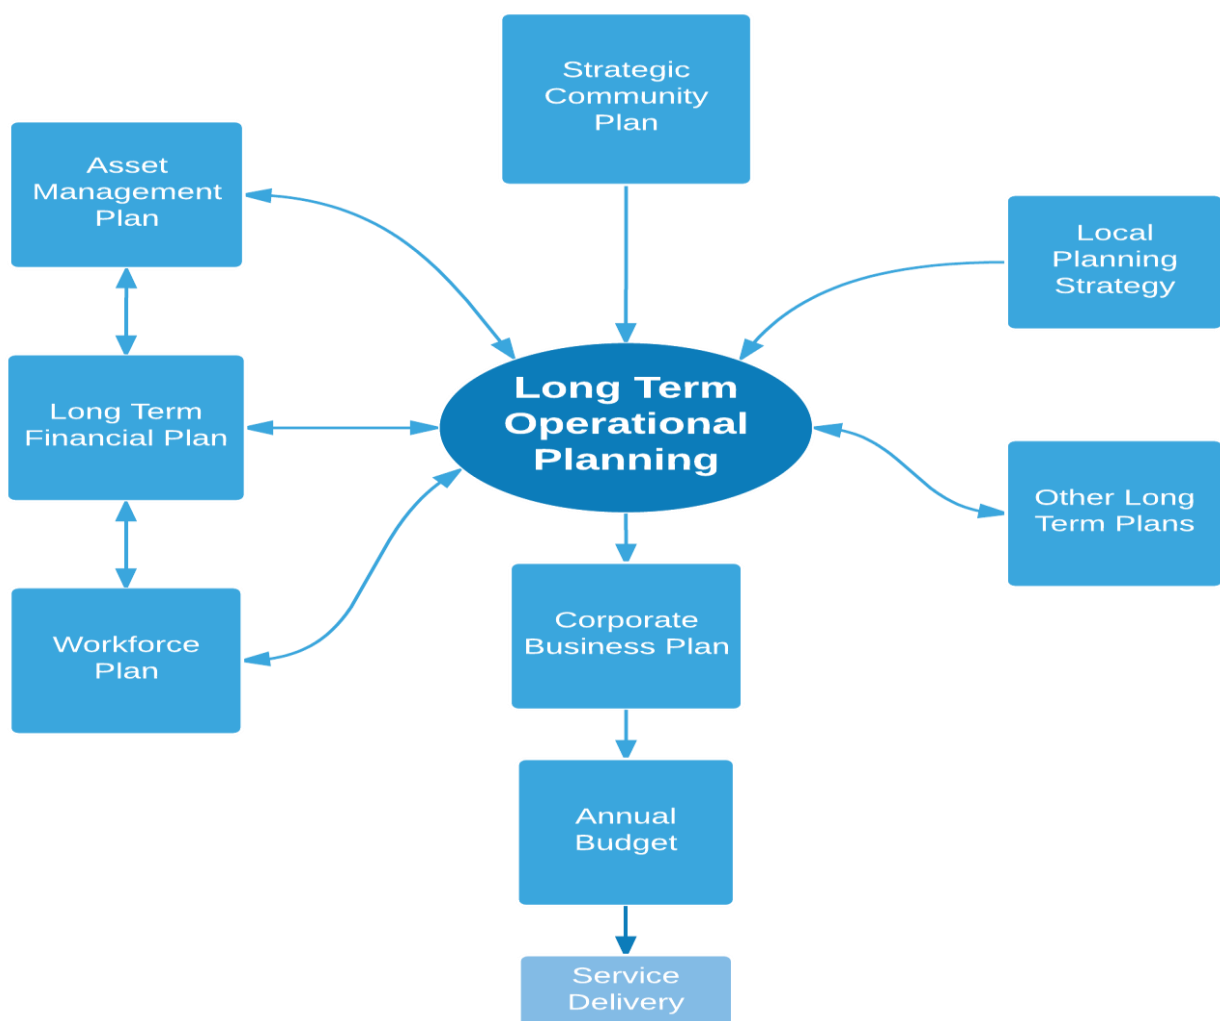 Strategic
Community
Plan
Asset
Management
Plan
Local
Planning
Strategy
Long Term
Operational
Planning
Long Term
Financial Plan
Other Long
Term Plans
Workforce
Plan
Corporate
Business Plan
Annual
Budget
Service
Delivery